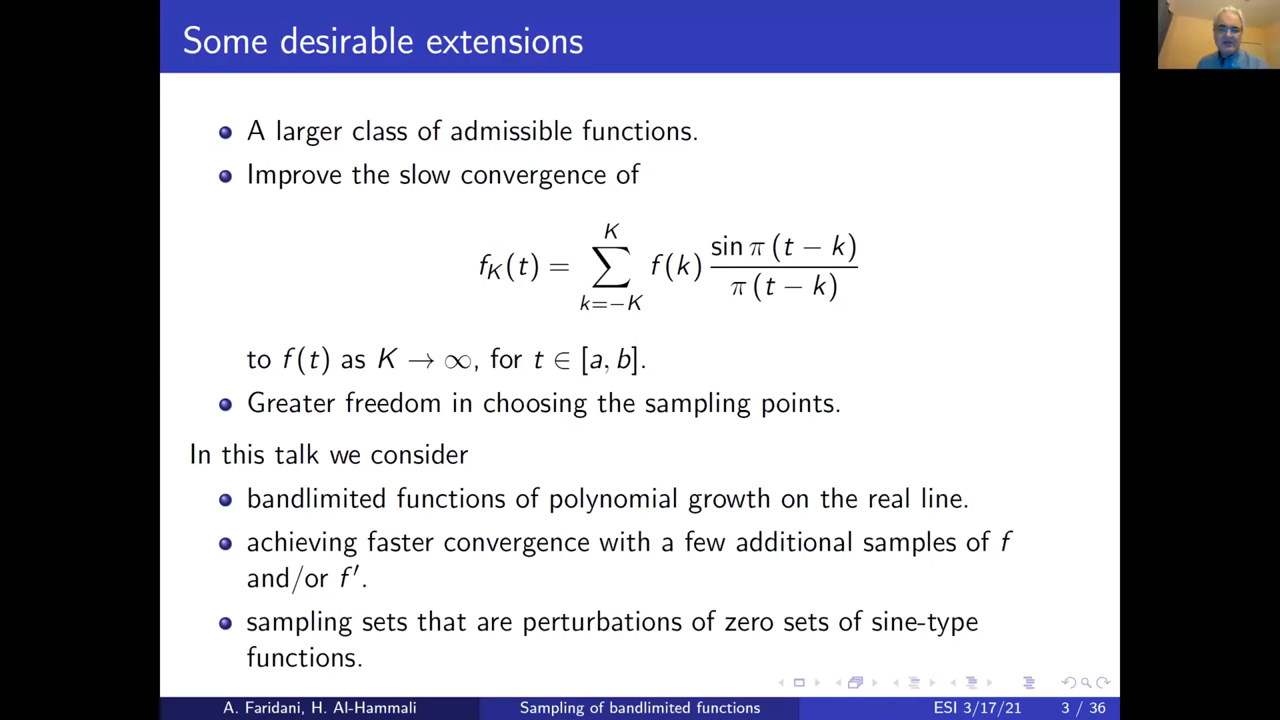 Some desirable extensions
A larger class of admissible functions.
Improve the slow convergence of
f_K(t) = \sum_{k=-K}^{K} f(k) \frac{\sin π(t − k)}{π(t − k)}
to f(t) as K → ∞, for t ∈ [a, b].
Greater freedom in choosing the sampling points.
In this talk we consider
bandlimited functions of polynomial growth on the real line.
achieving faster convergence with a few additional samples of f
and/or f′.
sampling sets that are perturbations of zero sets of sine-type
functions.
A. Faridani, H. Al-Hammali Sampling of bandlimited functions ESI 3/17/21 3 / 36